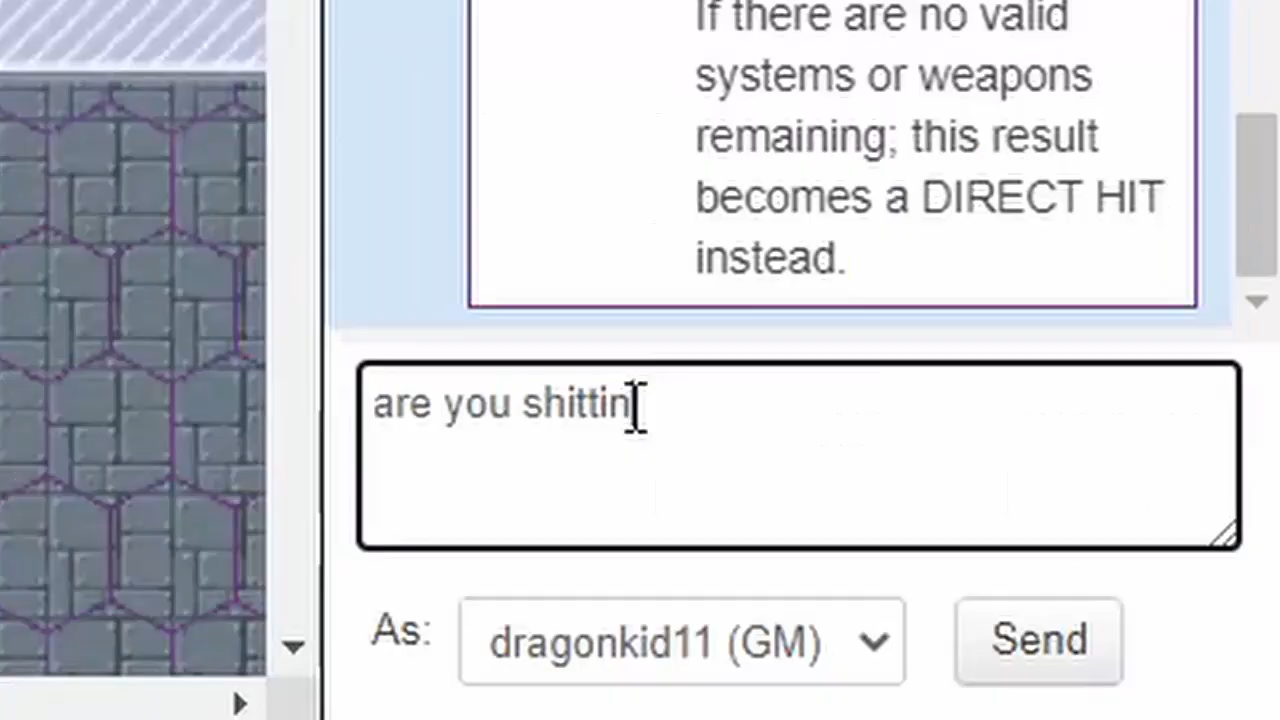 If there are no valid
systems or weapons
remaining; this result
becomes a DIRECT HIT
instead.
are you shittin
As:
dragonkid11 (GM)
Send